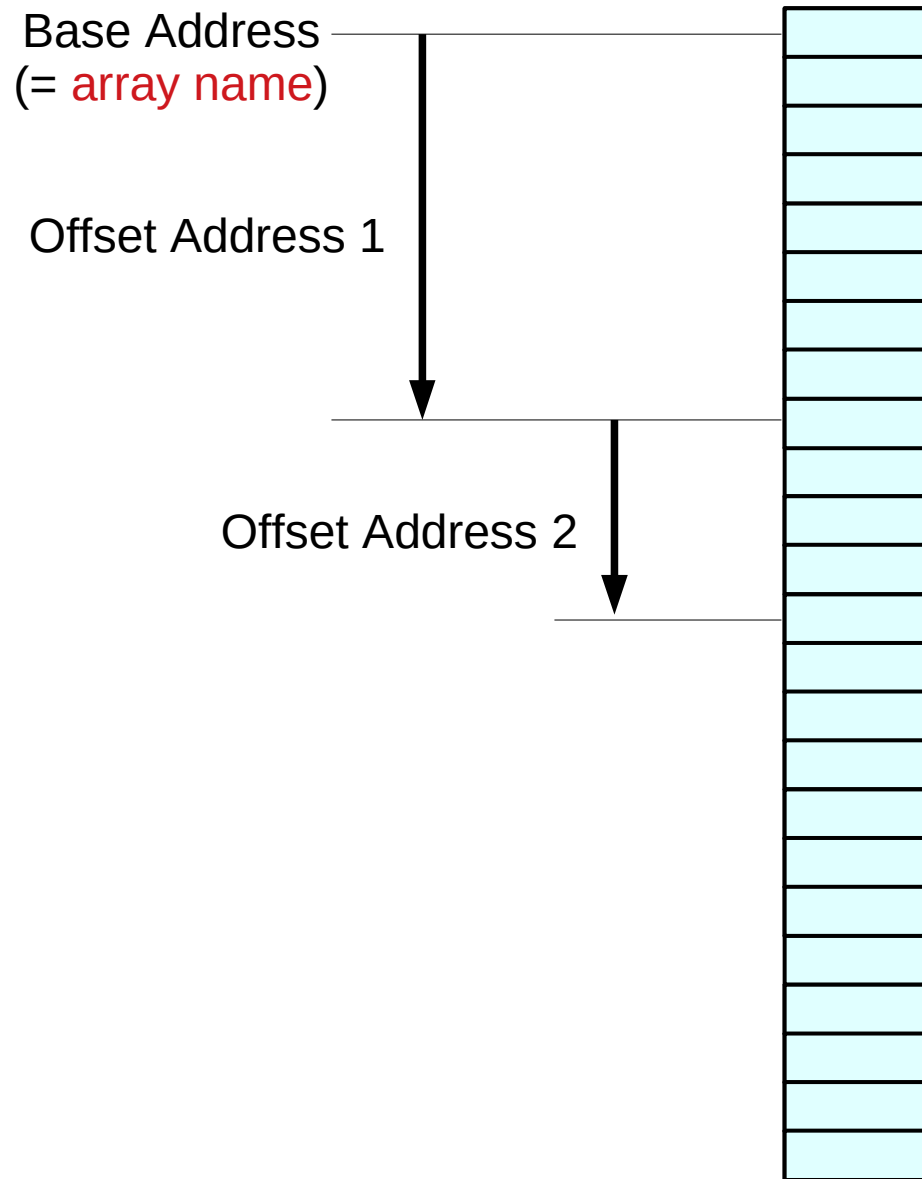 Base Address
(= array name)
Offset Address 1
Offset Address 2